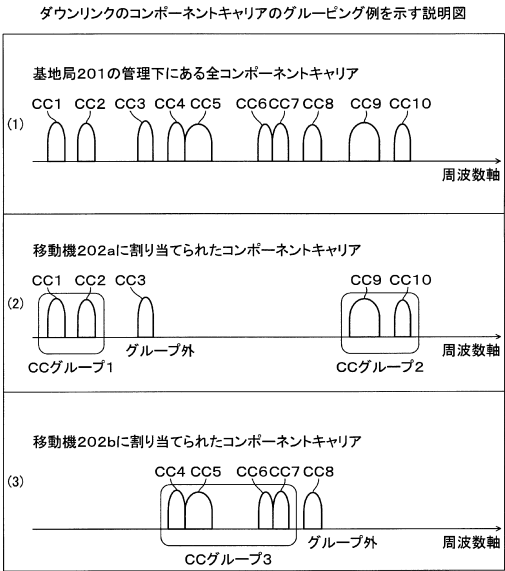 ダウンリンクのコンポーネントキャリアのグルーピング例を示す説明図
基地局201の管理下にある全コンポーネントキャリア
CC1 CC2 CC3 CC4 CC5 CC6 CC7 CC8 CC9 CC10
(1)
周波数軸
移動機202aに割り当てられたコンポーネントキャリア
CC1 CC2 CC3 CC9 CC10
(2)
グループ外
周波数軸
CCグループ1 CCグループ2
移動機202bに割り当てられたコンポーネントキャリア
CC4 CC5 CC6 CC7 CC8
(3)
グループ外 周波数軸
CCグループ3